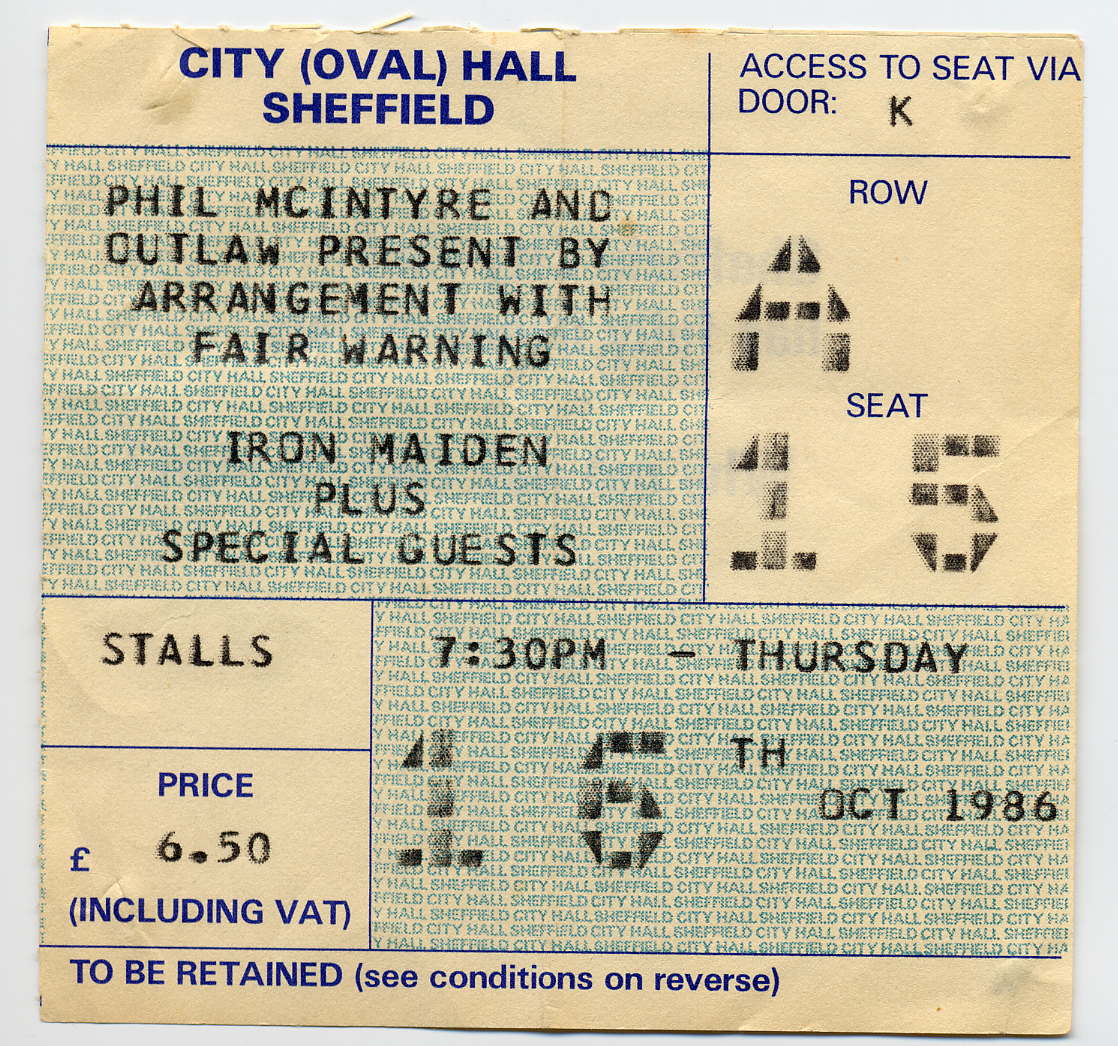 CITY (OVAL) HALL
SHEFFIELD
ACCESS TO SEAT VIA
DOOR: K
PHIL MCINTYRE AND
OUTLAW PRESENT BY
ARRANGEMENT WITH
FAIR WARNING
IRON MAIDEN
PLUS
SPECIAL GUESTS
ROW
A
SEAT
15
STALLS
7:30PM - THURSDAY
16 TH
OCT 1986
PRICE
£ 6.50
(INCLUDING VAT)
TO BE RETAINED (see conditions on reverse)